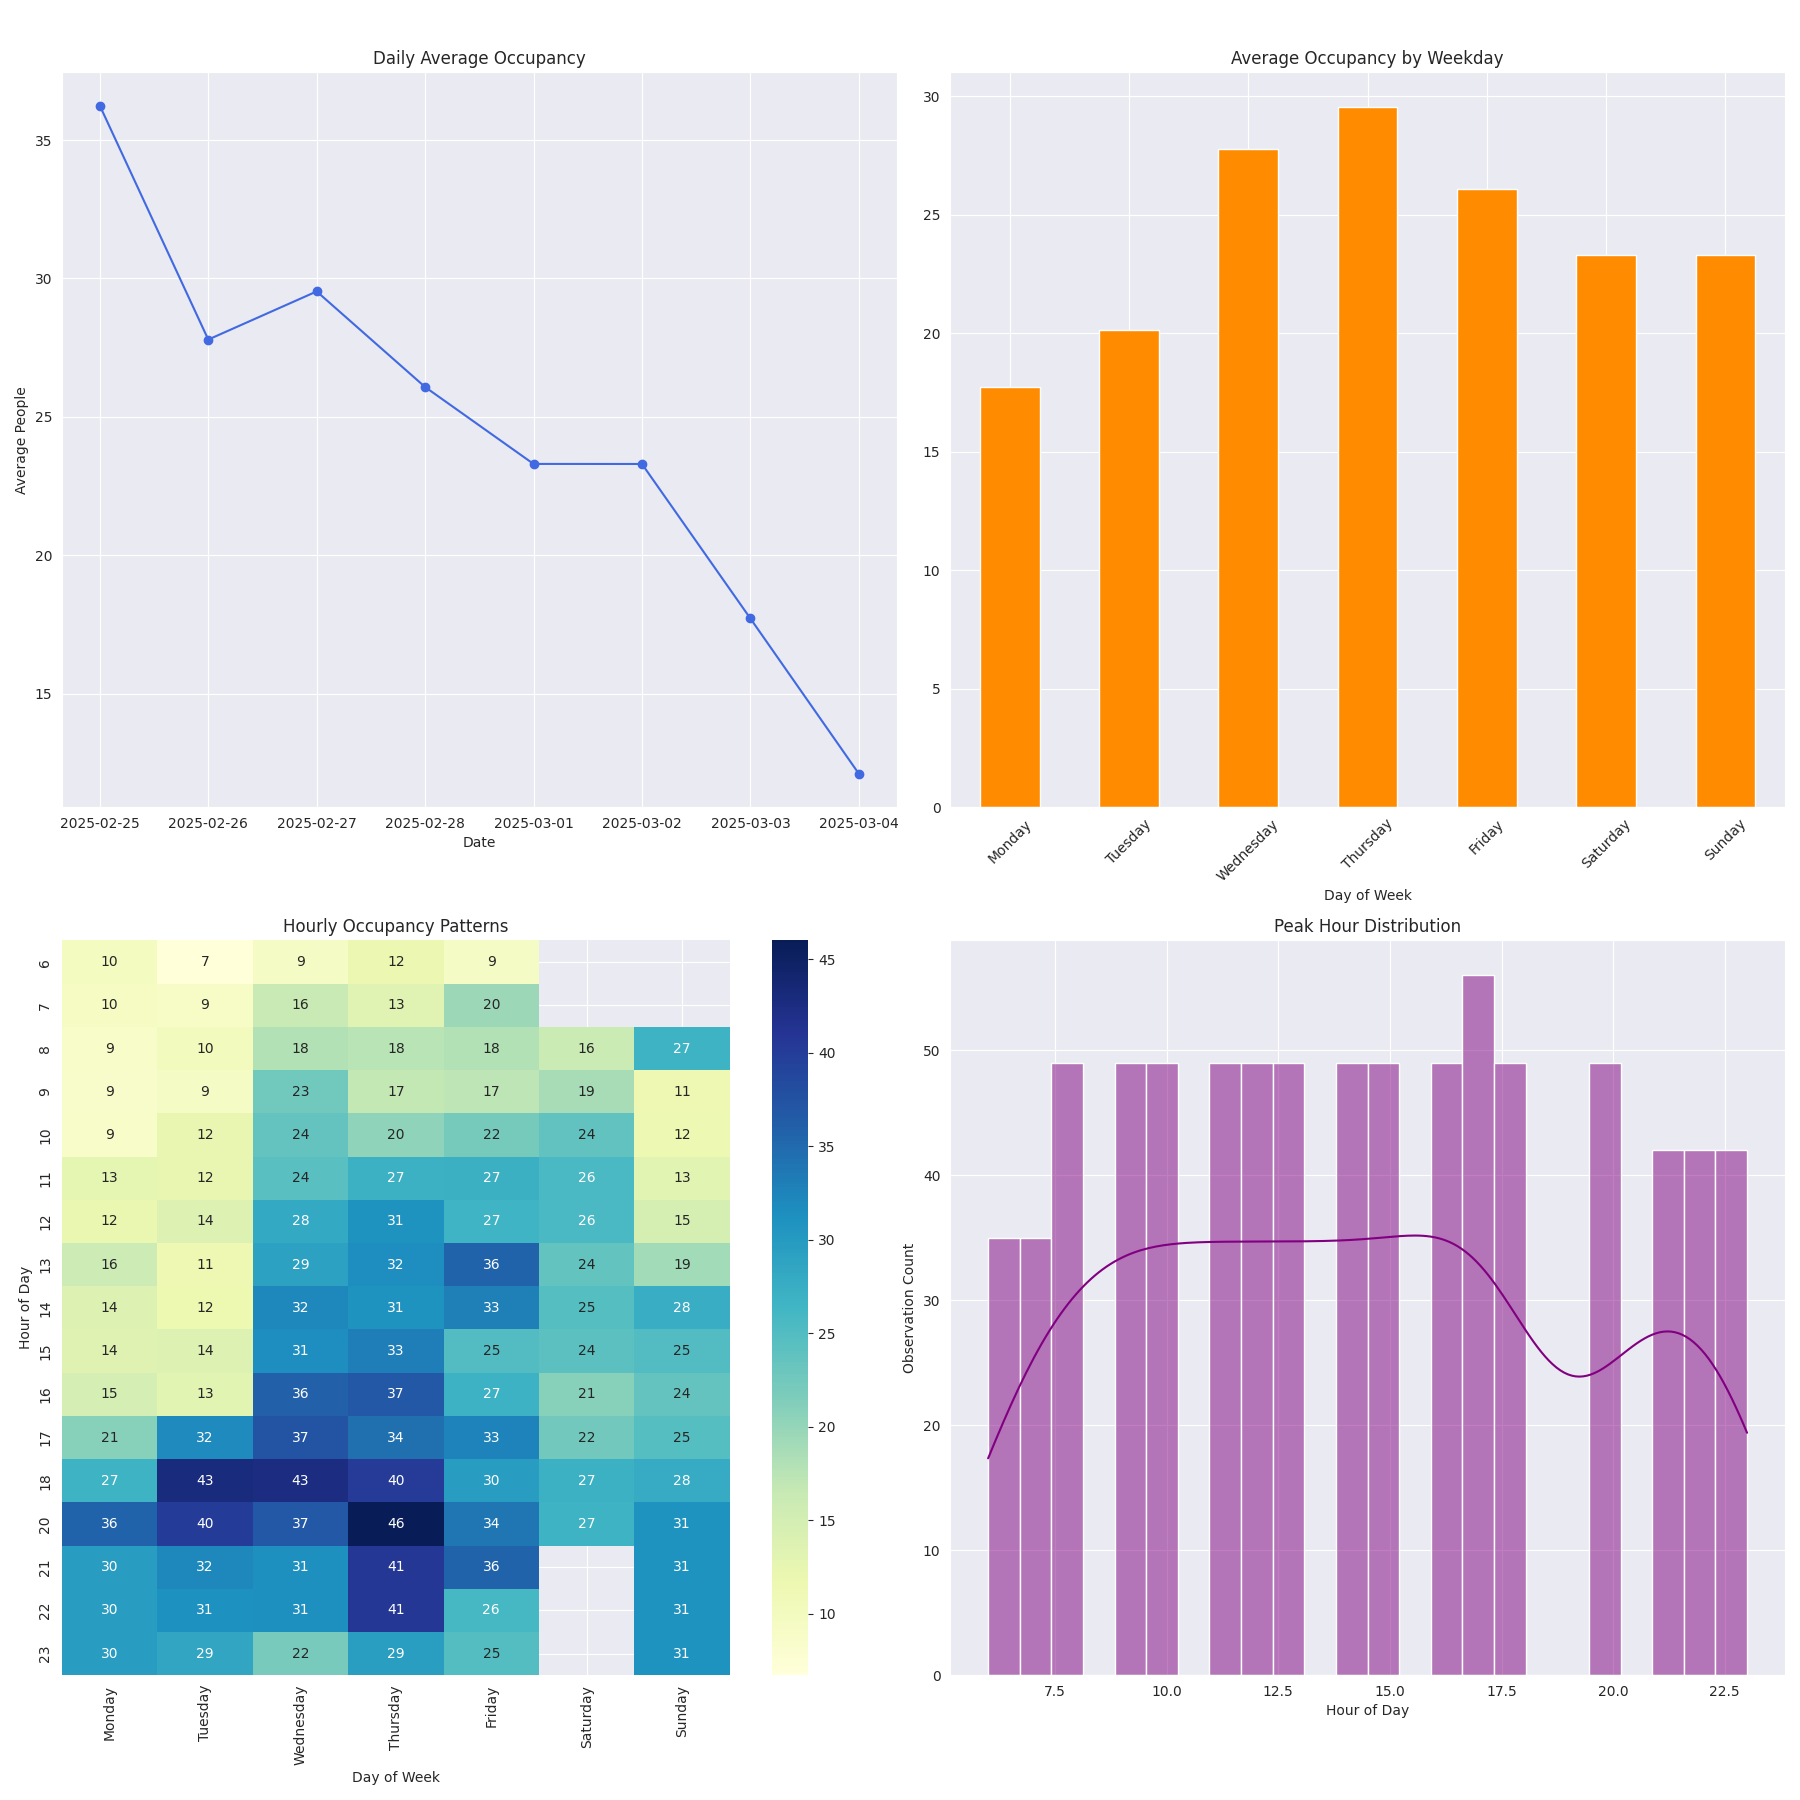 Daily Average Occupancy
35
30
25
20
15
Average People
2025-02-25 2025-02-26 2025-02-27 2025-02-28 2025-03-01 2025-03-02 2025-03-03 2025-03-04
Date
Average Occupancy by Weekday
30
25
20
15
10
5
0
Monday Tuesday Wednesday Thursday Friday Saturday Sunday
Day of Week
Hourly Occupancy Patterns
Hour of Day
6 10 7 9 12 9
7 10 9 16 13 20
8 9 10 18 18 18 16 27
9 9 9 23 17 17 19 11
10 9 12 24 20 22 24 12
11 13 12 24 27 27 26 13
12 12 14 28 31 27 26 15
13 16 11 29 32 36 24 19
14 14 12 32 31 33 25 28
15 14 14 31 33 25 24 25
16 15 13 36 37 27 21 24
17 21 32 37 34 33 22 25
18 27 43 43 40 30 27 28
20 36 40 37 46 34 27 31
21 30 32 31 41 36 31
22 30 31 31 41 26 31
23 30 29 22 29 25 31
Monday Tuesday Wednesday Thursday Friday Saturday Sunday
Day of Week
45
40
35
30
25
20
15
10
Peak Hour Distribution
Observation Count
50
40
30
20
10
0
7.5 10.0 12.5 15.0 17.5 20.0 22.5
Hour of Day